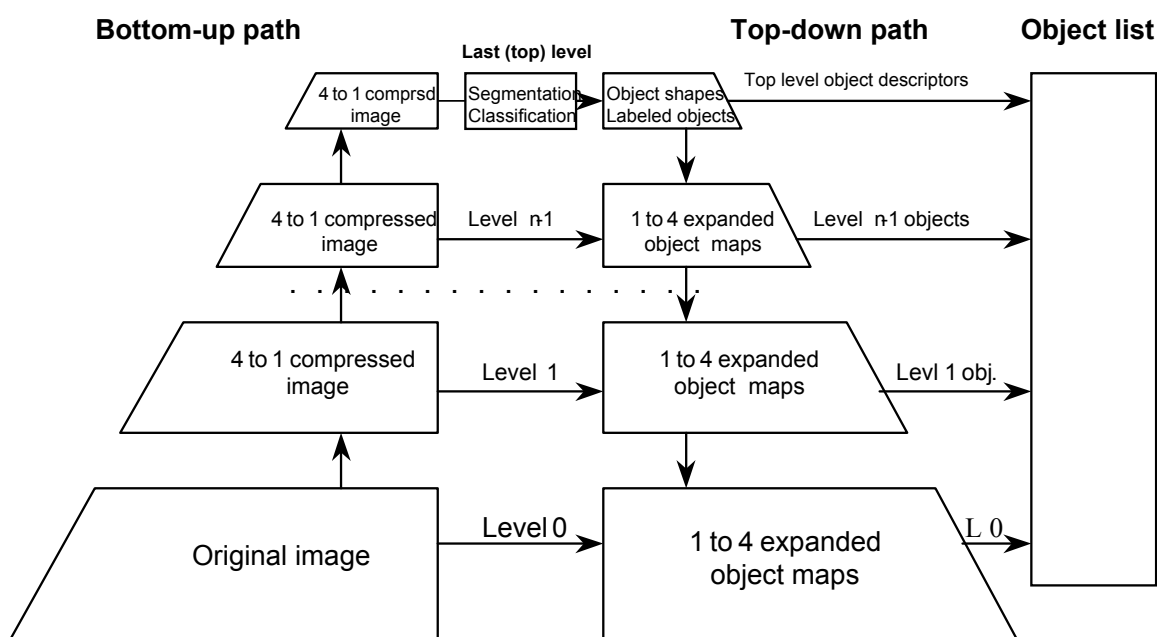 Bottom-up path
Top-down path
Object list
Last (top) level
4 to 1 comprsd
image
Segmentation
Classification
Object shapes
Labeled objects
Top level object descriptors
4 to 1 compressed
image
Level n-1
1 to 4 expanded
object maps
Level n-1 objects
. . . . . . . . . . . . . . . .
4 to 1 compressed
image
Level 1
1 to 4 expanded
object maps
Levl 1 obj.
Original image
Level 0
1 to 4 expanded
object maps
L 0